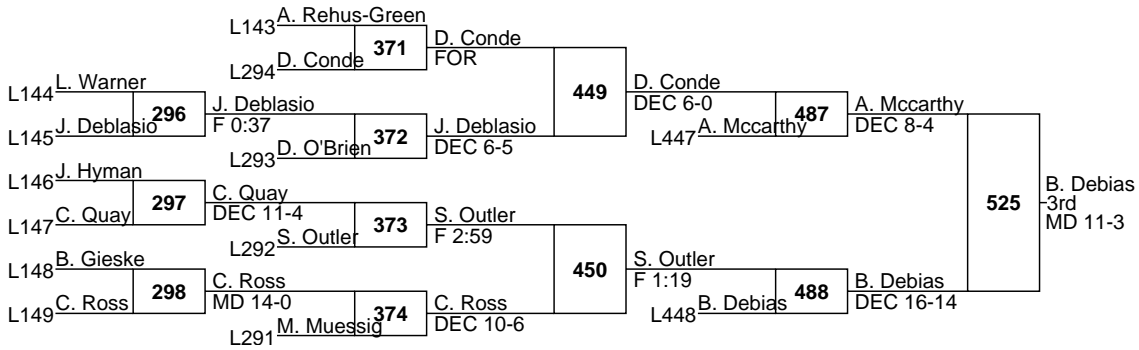 L143 A. Rehus-Green
371 D. Conde
FOR
L294 D. Conde
L144 L. Warner
296 J. Deblasio
F 0:37
L145 J. Deblasio
372 J. Deblasio
DEC 6-5
L293 D. O'Brien
449 D. Conde
DEC 6-0
L447 A. Mccarthy
487 A. Mccarthy
DEC 8-4
L146 J. Hyman
297 C. Quay
DEC 11-4
L147 C. Quay
373 S. Outler
F 2:59
L292 S. Outler
L148 B. Gieske
298 C. Ross
MD 14-0
L149 C. Ross
374 C. Ross
DEC 10-6
L291 M. Muessig
450 S. Outler
F 1:19
L448 B. Debias
488 B. Debias
DEC 16-14
525 B. Debias
3rd
MD 11-3